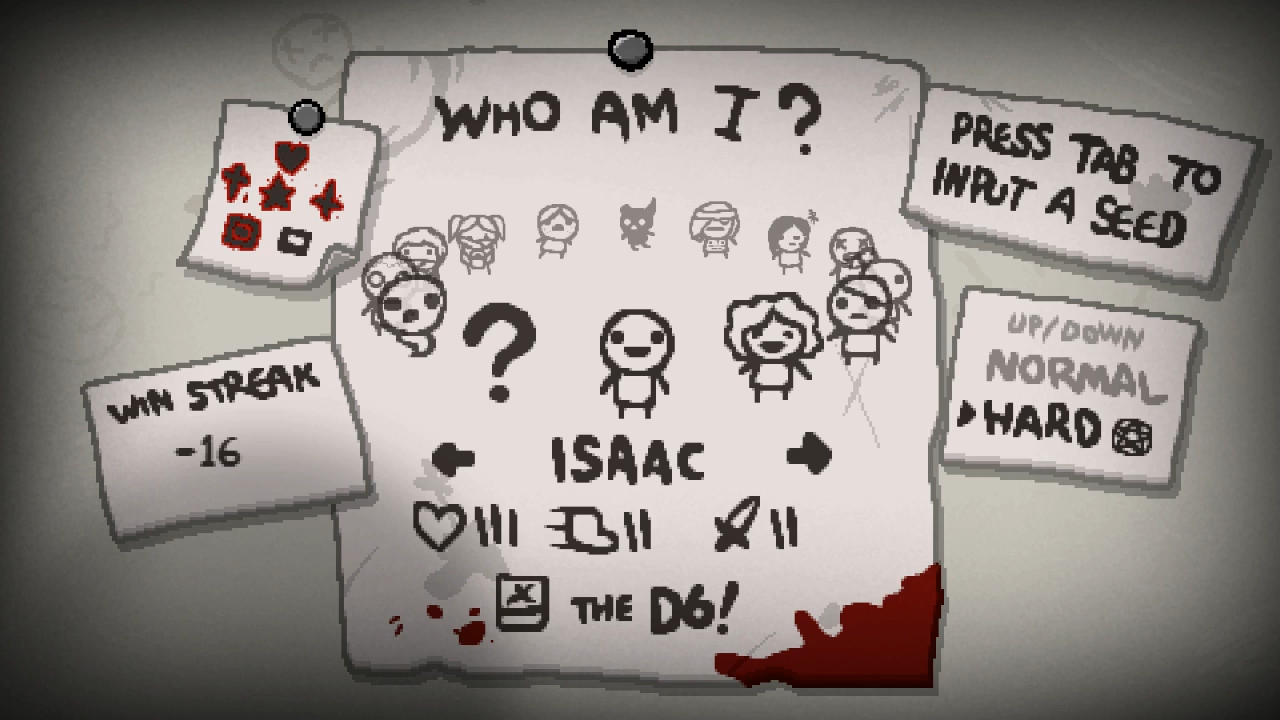 WHO AM I?
PRESS TAB TO
INPUT A SEED
WIN STREAK
-16
UP/DOWN
NORMAL
HARD
?
ISAAC
THE D6!